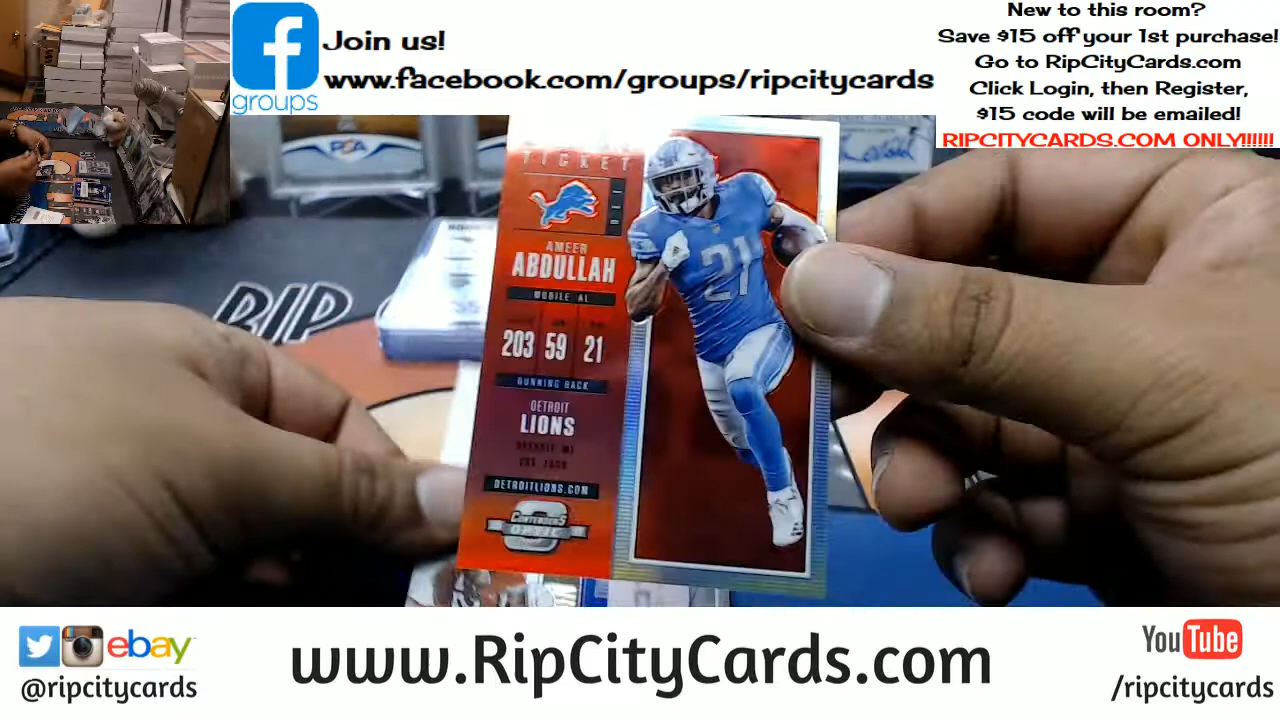 groups
Join us!
www.facebook.com/groups/ripcitycards
New to this room?
Save $15 off your 1st purchase!
Go to RipCityCards.com
Click Login, then Register,
$15 code will be emailed!
RIPCITYCARDS.COM ONLY!!!!!!
PSA
RIP
TICKET
AMEER
ABDULLAH
MOBILE AL
203 59 21
RUNNING BACK
DETROIT
LIONS
DETROITLIONS.COM
CONTENDERS
OPTIC
21
ebay
@ripcitycards
www.RipCityCards.com
YouTube
/ripcitycards